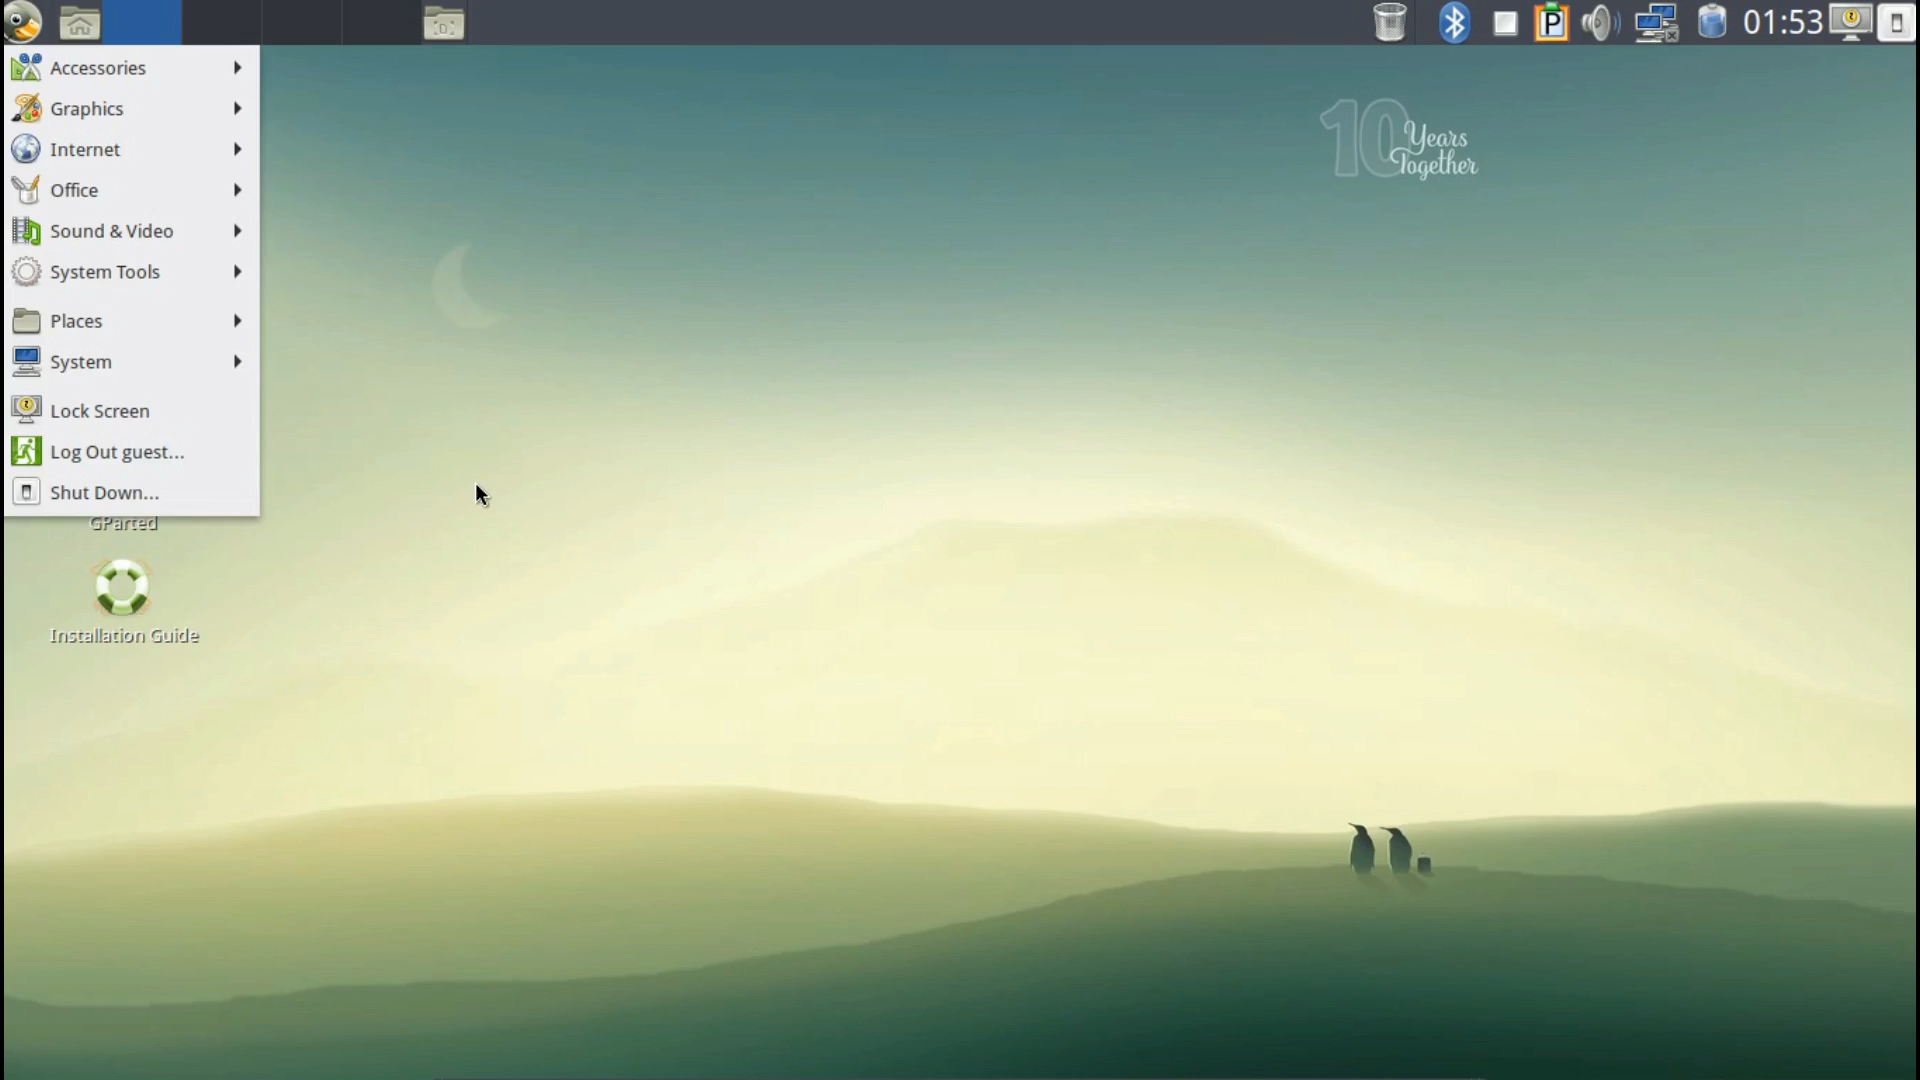 01:53
Accessories
Graphics
Internet
Office
Sound & Video
System Tools
Places
System
Lock Screen
Log Out guest...
Shut Down...
GParted
Installation Guide
10 Years
Together
P
D